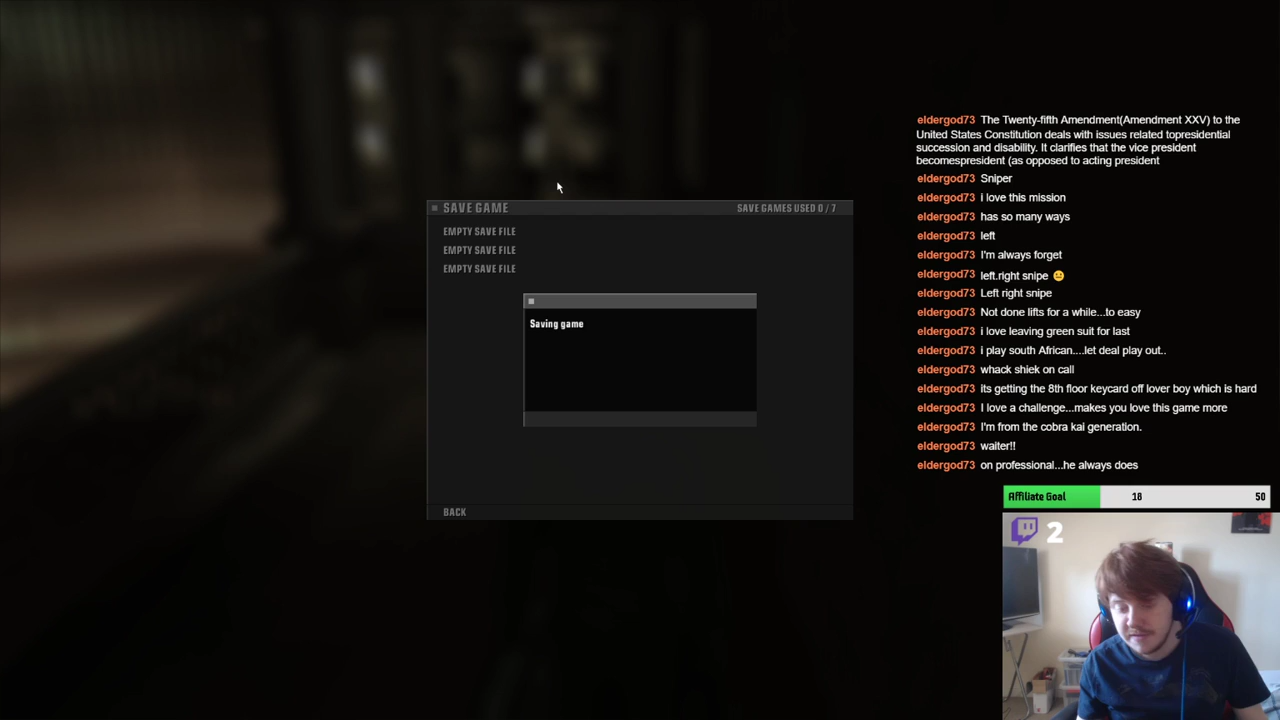 SAVE GAME
SAVE GAMES USED 0 / 7
EMPTY SAVE FILE
EMPTY SAVE FILE
EMPTY SAVE FILE
Saving game
BACK
eldergod73 The Twenty-fifth Amendment(Amendment XXV) to the
United States Constitution deals with issues related topresidential
succession and disability. It clarifies that the vice president
becomespresident (as opposed to acting president
eldergod73 Sniper
eldergod73 i love this mission
eldergod73 has so many ways
eldergod73 left
eldergod73 I'm always forget
eldergod73 left.right snipe 😐
eldergod73 Left right snipe
eldergod73 Not done lifts for a while...to easy
eldergod73 i love leaving green suit for last
eldergod73 i play south African....let deal play out..
eldergod73 whack shiek on call
eldergod73 its getting the 8th floor keycard off lover boy which is hard
eldergod73 I love a challenge...makes you love this game more
eldergod73 I'm from the cobra kai generation.
eldergod73 waiter!!
eldergod73 on professional...he always does
Affiliate Goal 18 50
2